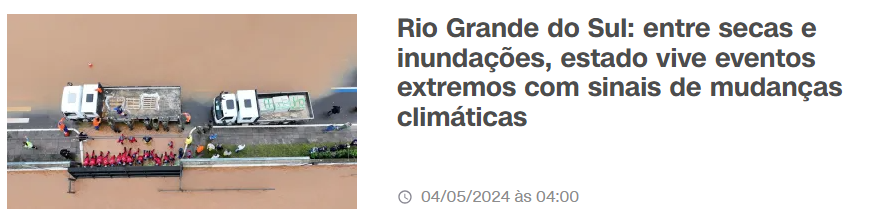 Rio Grande do Sul: entre secas e
inundações, estado vive eventos
extremos com sinais de mudanças
climáticas
04/05/2024 às 04:00